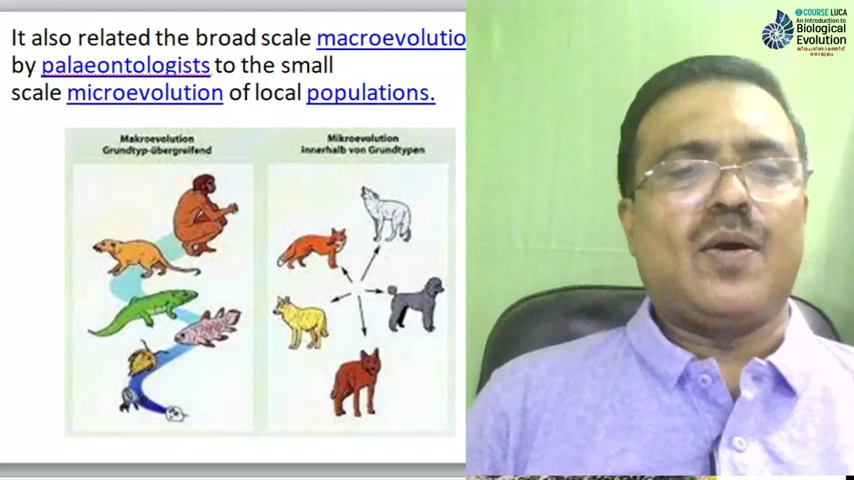 It also related the broad scale macroevolutio
by palaeontologists to the small
scale microevolution of local populations.
Makroevolution
Grundtyp-übergreifend
Mikroevolution
innerhalb von Grundtypen
COURSE LUCA
An Introduction to
Biological
Evolution